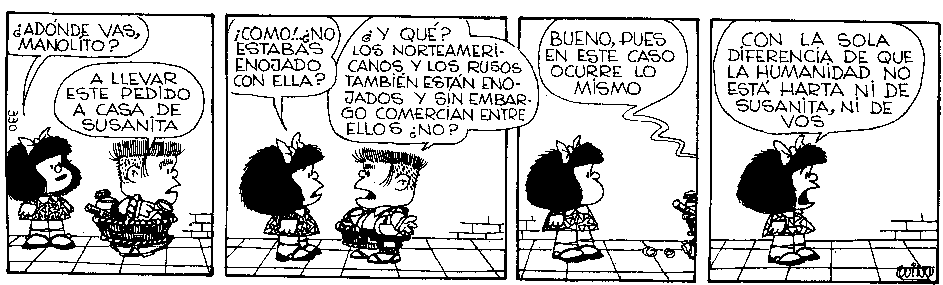 ¿ADÓNDE VAS,
MANOLITO?
A LLEVAR
ESTE PEDIDO
A CASA DE
SUSANITA
330
¡COMO! ¿NO
ESTABAS
ENOJADO
CON ELLA?
¿Y QUÉ?
LOS NORTEAMERI-
CANOS Y LOS RUSOS
TAMBIÉN ESTÁN ENO-
JADOS Y SIN EMBAR-
GO COMERCIAN ENTRE
ELLOS ¿NO?
BUENO, PUES
EN ESTE CASO
OCURRE LO
MISMO
CON LA SOLA
DIFERENCIA DE QUE
LA HUMANIDAD NO
ESTÁ HARTA NI DE
SUSANITA, NI DE
VOS
QUINO